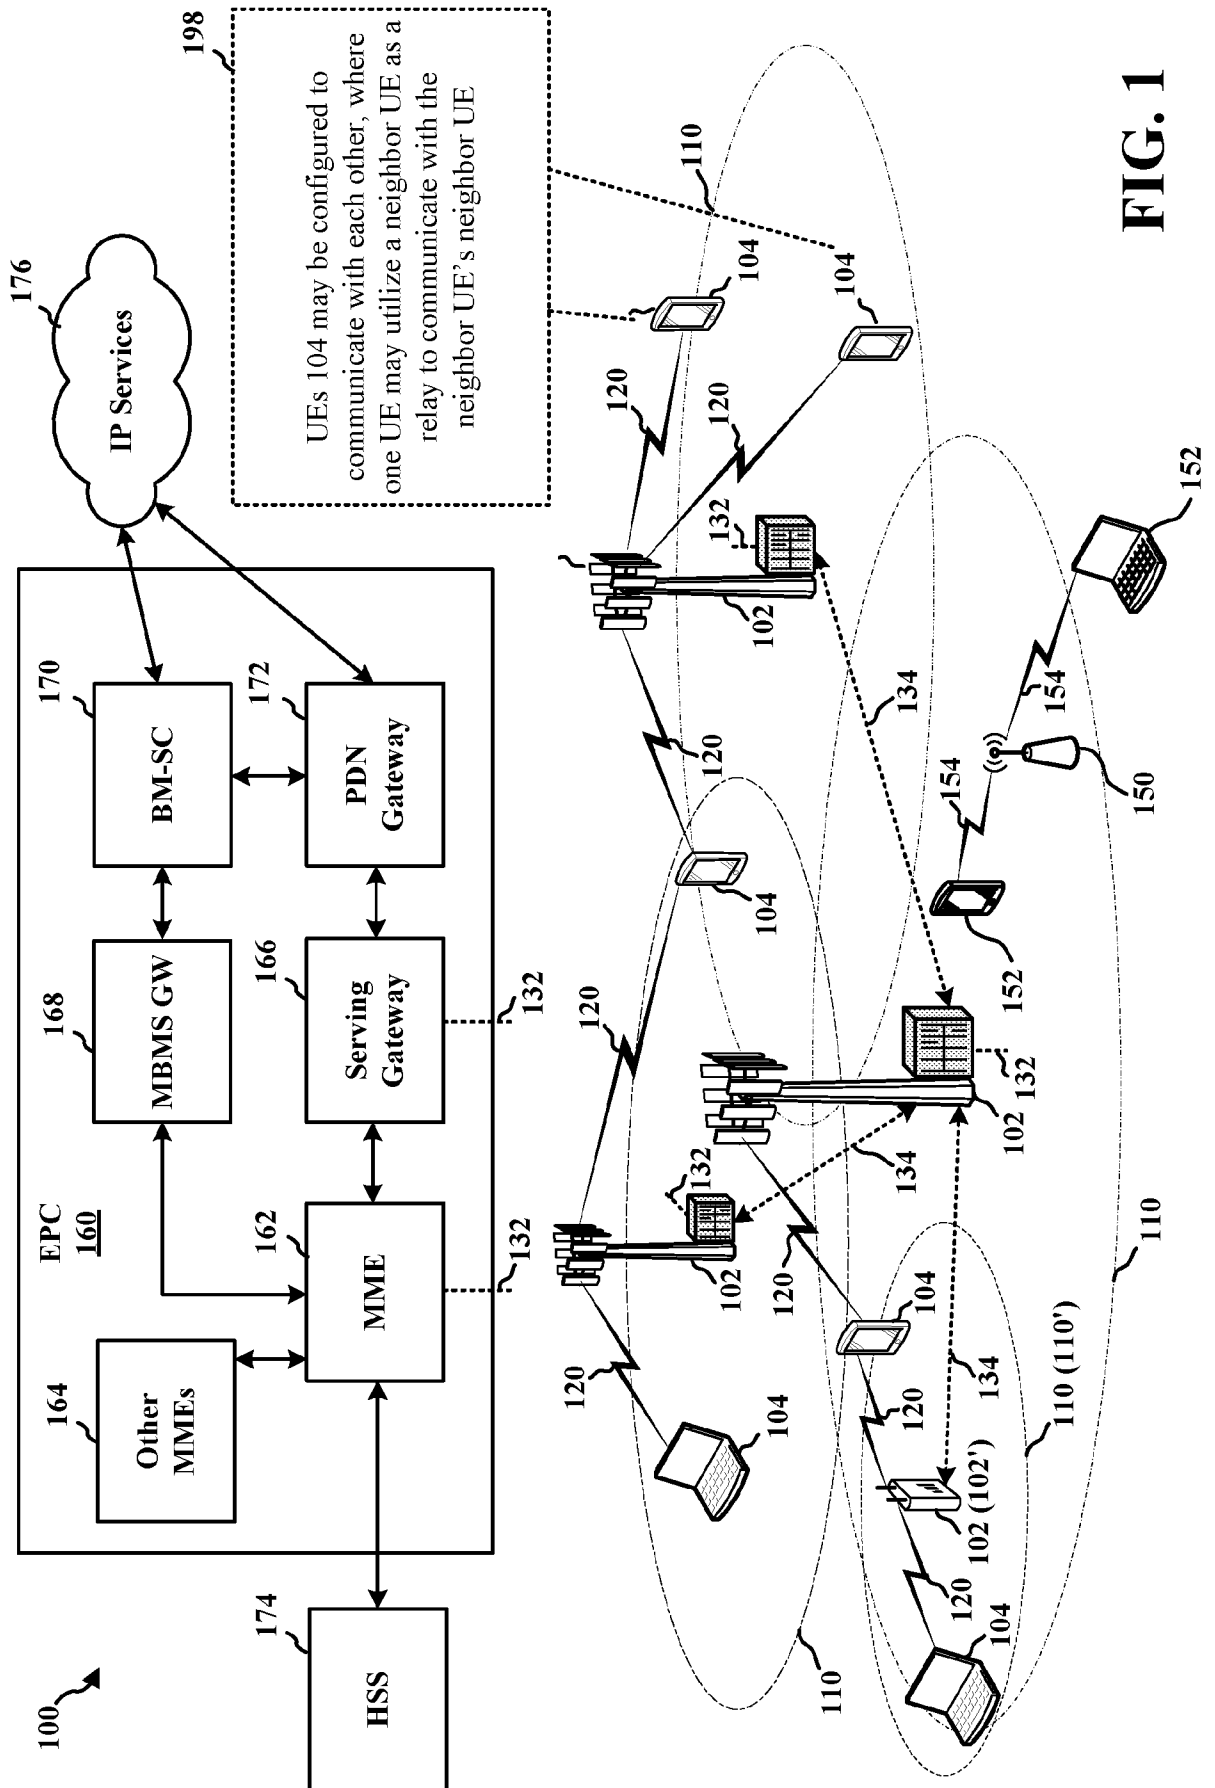 100
HSS
174
EPC
160
164
Other
MMEs
162
MME
132
168
MBMS GW
166
Serving
Gateway
132
170
BM-SC
172
PDN
Gateway
176
IP Services
198
UEs 104 may be configured to
communicate with each other, where
one UE may utilize a neighbor UE as a
relay to communicate with the
neighbor UE's neighbor UE
120
120
120
120
120
110
104
104
104
104
132
132
102
102
120
110
134
134
104
120
120
102 (102')
104
134
110 (110')
132
102
152
154
154
150
152
110
FIG. 1